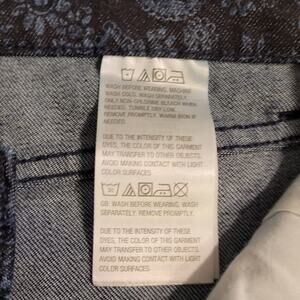 WASH BEFORE WEARING. MACHINE
WASH COLD. WASH SEPARATELY.
ONLY NON-CHLORINE BLEACH WHEN
NEEDED. TUMBLE DRY LOW.
REMOVE PROMPTLY. WARM IRON IF
NEEDED.
DUE TO THE INTENSITY OF THESE
DYES, THE COLOR OF THIS GARMENT
MAY TRANSFER TO OTHER OBJECTS.
AVOID MAKING CONTACT WITH LIGHT
COLOR SURFACES
GB: WASH BEFORE WEARING. WASH
SEPARATELY. REMOVE PROMPTLY.
DUE TO THE INTENSITY OF THESE
DYES, THE COLOR OF THIS GARMENT
MAY TRANSFER TO OTHER OBJECTS.
AVOID MAKING CONTACT WITH LIGHT
COLOR SURFACES